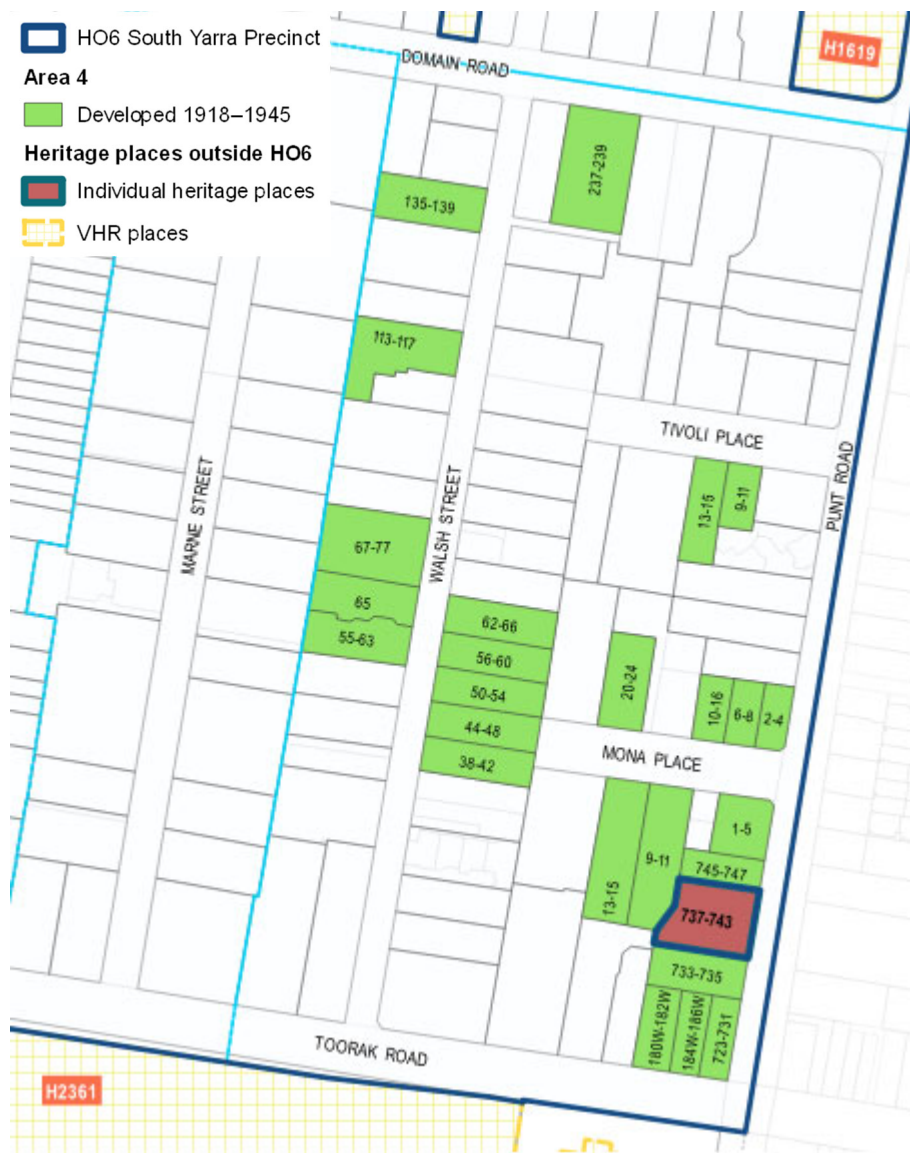 HO6 South Yarra Precinct
Area 4
Developed 1918–1945
Heritage places outside HO6
Individual heritage places
VHR places
DOMAIN ROAD
H1619
237-239
135-139
113-117
TIVOLI PLACE
PUNT ROAD
MARNE STREET
WALSH STREET
13-15
9-11
67-77
65
55-63
62-66
56-60
50-54
44-48
38-42
20-24
10-16
6-8
2-4
MONA PLACE
1-5
9-11
13-15
745-747
737-743
733-735
180W-182W
184W-186W
723-731
TOORAK ROAD
H2361